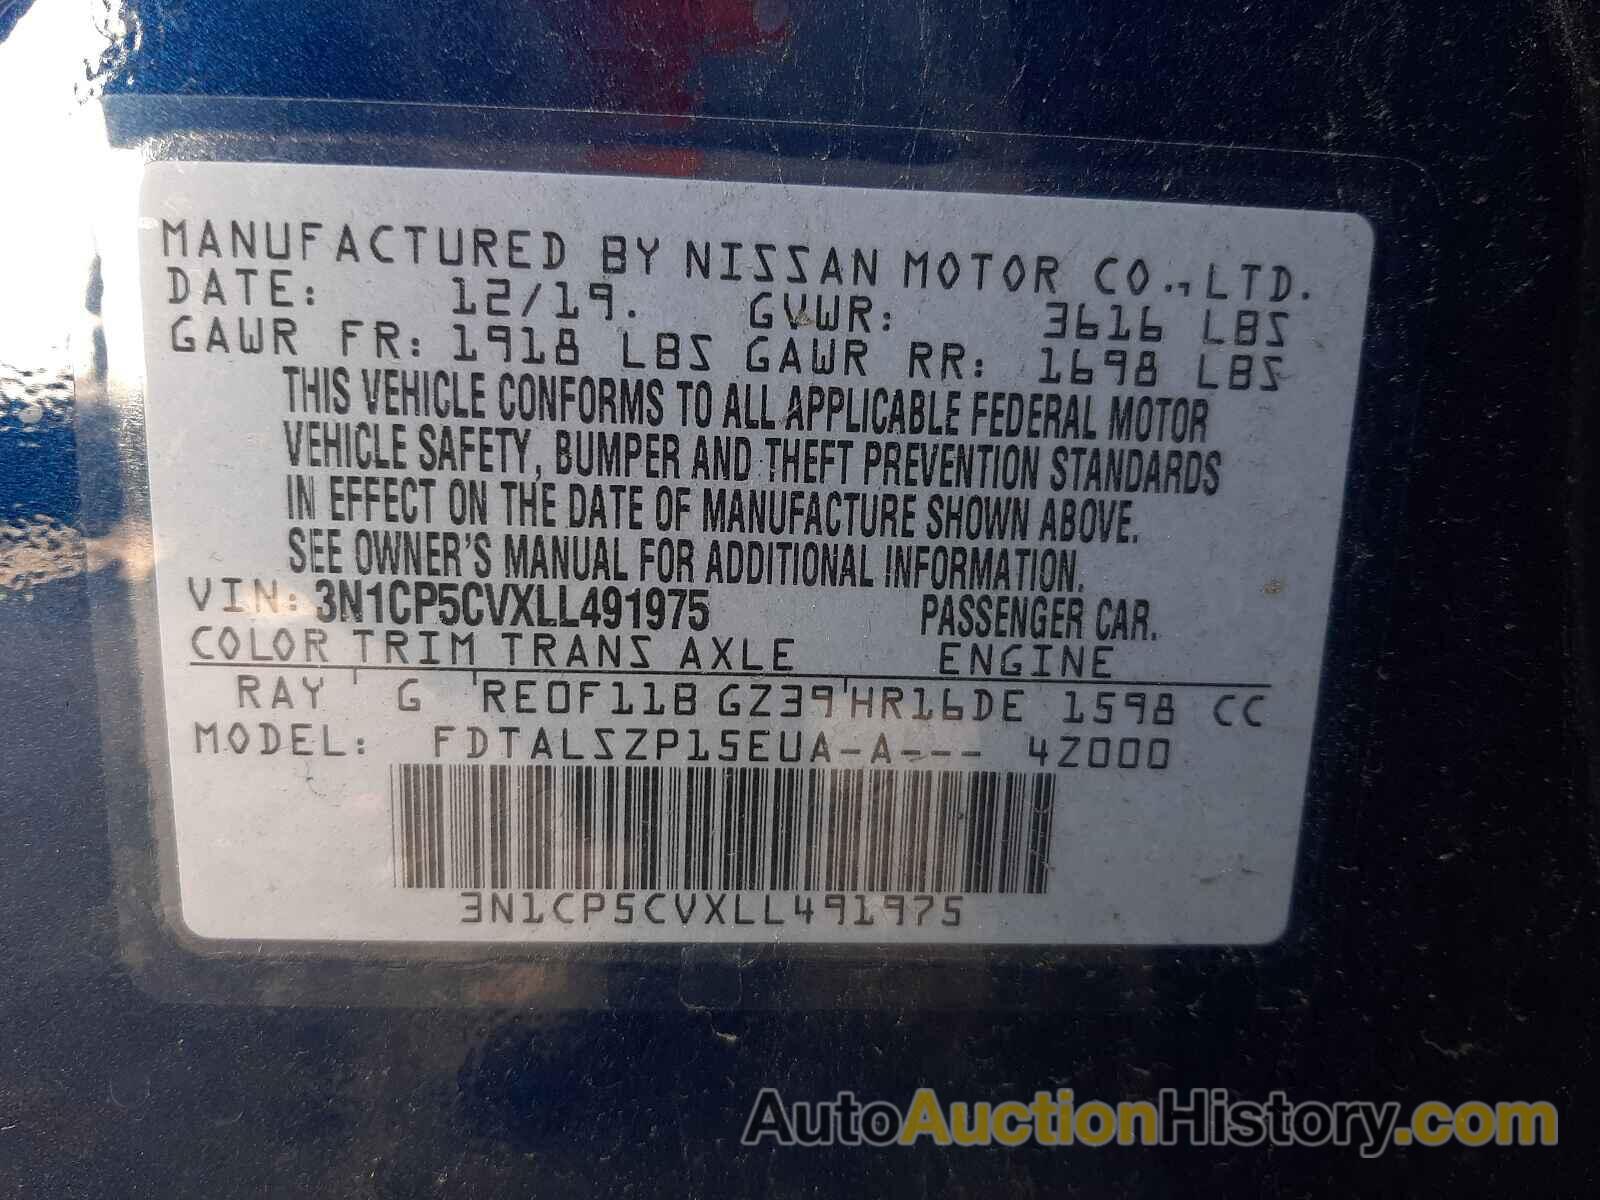 MANUFACTURED BY NISSAN MOTOR CO.,LTD.
DATE: 12/19. GVWR: 3616 LBS
GAWR FR: 1918 LBS GAWR RR: 1698 LBS
THIS VEHICLE CONFORMS TO ALL APPLICABLE FEDERAL MOTOR
VEHICLE SAFETY, BUMPER AND THEFT PREVENTION STANDARDS
IN EFFECT ON THE DATE OF MANUFACTURE SHOWN ABOVE.
SEE OWNER'S MANUAL FOR ADDITIONAL INFORMATION.
VIN: 3N1CP5CVXLL491975 PASSENGER CAR.
COLOR TRIM TRANS AXLE ENGINE
RAY G RE0F11B GZ39 HR16DE 1598 CC
MODEL: FDTALSZP15EUA-A--- 4Z000
3N1CP5CVXLL491975
AutoAuctionHistory.com